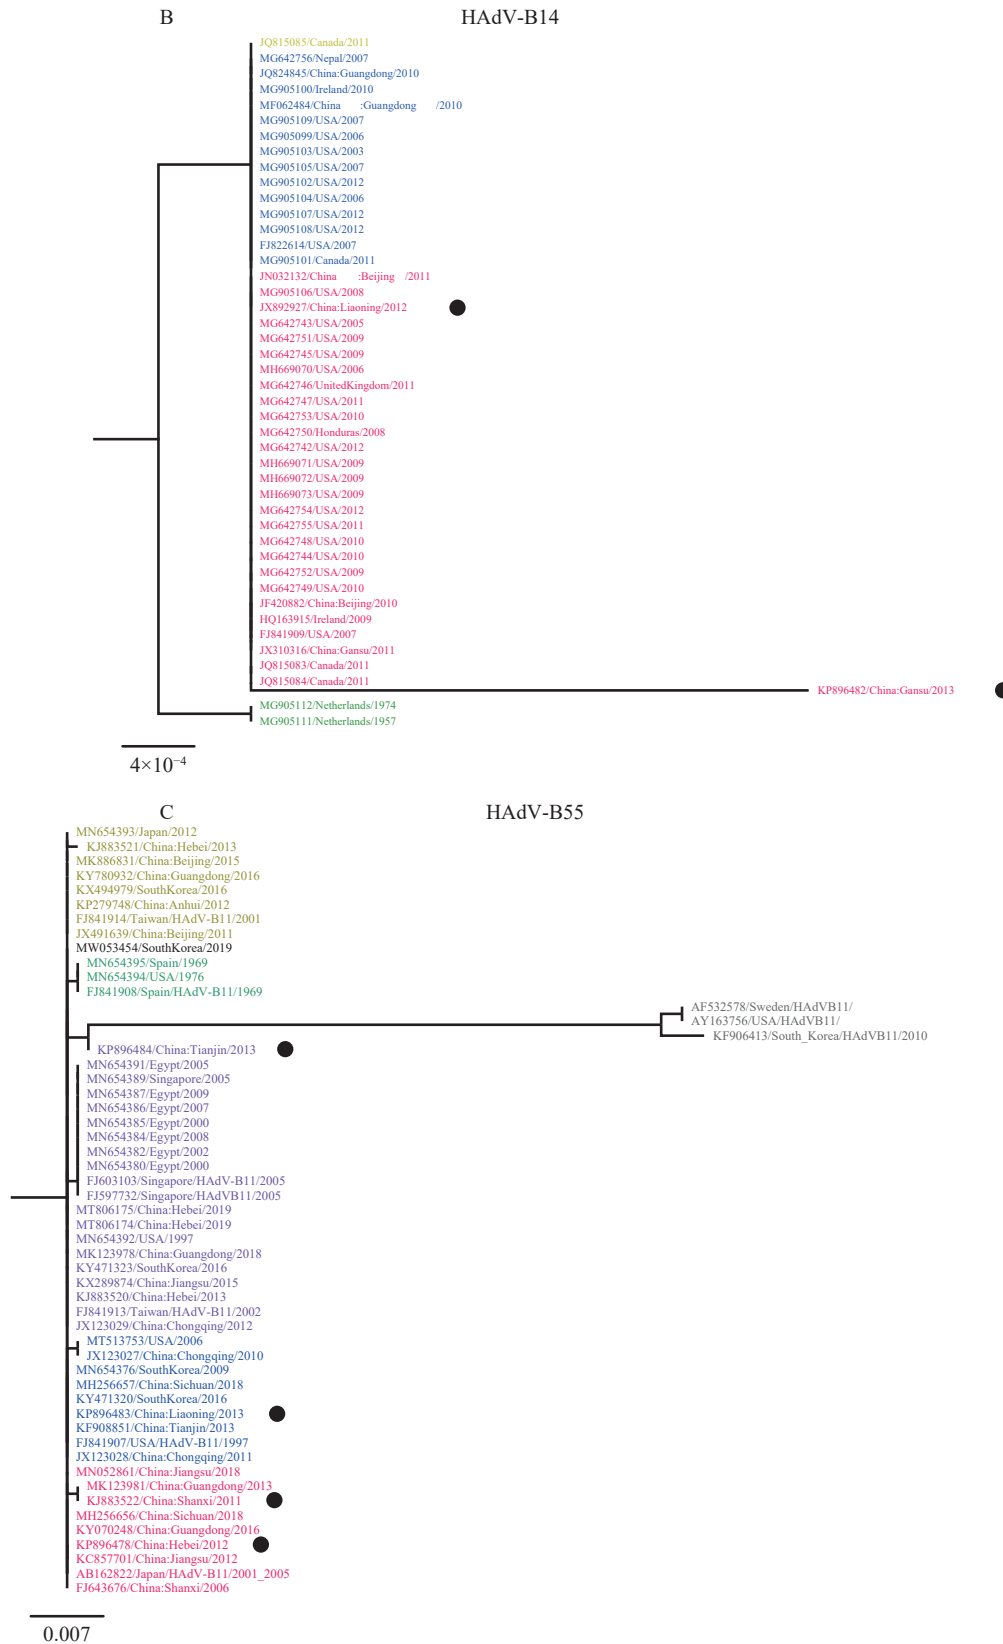 B
HAdV-B14
JQ815085/Canada/2011
MG642756/Nepal/2007
JQ824845/China:Guangdong/2010
MG905100/Ireland/2010
MF062484/China :Guangdong /2010
MG905109/USA/2007
MG905099/USA/2006
MG905103/USA/2003
MG905105/USA/2007
MG905102/USA/2012
MG905104/USA/2006
MG905107/USA/2012
MG905108/USA/2012
FJ822614/USA/2007
MG905101/Canada/2011
JN032132/China :Beijing /2011
MG905106/USA/2008
JX892927/China:Liaoning/2012
MG642743/USA/2005
MG642751/USA/2009
MG642745/USA/2009
MH669070/USA/2006
MG642746/UnitedKingdom/2011
MG642747/USA/2011
MG642753/USA/2010
MG642750/Honduras/2008
MG642742/USA/2012
MH669071/USA/2009
MH669072/USA/2009
MH669073/USA/2009
MG642754/USA/2012
MG642755/USA/2011
MG642748/USA/2010
MG642744/USA/2010
MG642752/USA/2009
MG642749/USA/2010
JF420882/China:Beijing/2010
HQ163915/Ireland/2009
FJ841909/USA/2007
JX310316/China:Gansu/2011
JQ815083/Canada/2011
JQ815084/Canada/2011
KP896482/China:Gansu/2013
MG905112/Netherlands/1974
MG905111/Netherlands/1957
4×10⁻⁴
C
HAdV-B55
MN654393/Japan/2012
KJ883521/China:Hebei/2013
MK886831/China:Beijing/2015
KY780932/China:Guangdong/2016
KX494979/SouthKorea/2016
KP279748/China:Anhui/2012
FJ841914/Taiwan/HAdV-B11/2001
JX491639/China:Beijing/2011
MW053454/SouthKorea/2019
MN654395/Spain/1969
MN654394/USA/1976
FJ841908/Spain/HAdV-B11/1969
AF532578/Sweden/HAdVB11/
AY163756/USA/HAdVB11/
KF906413/South_Korea/HAdVB11/2010
KP896484/China:Tianjin/2013
MN654391/Egypt/2005
MN654389/Singapore/2005
MN654387/Egypt/2009
MN654386/Egypt/2007
MN654385/Egypt/2000
MN654384/Egypt/2008
MN654382/Egypt/2002
MN654380/Egypt/2000
FJ603103/Singapore/HAdV-B11/2005
FJ597732/Singapore/HAdVB11/2005
MT806175/China:Hebei/2019
MT806174/China:Hebei/2019
MN654392/USA/1997
MK123978/China:Guangdong/2018
KY471323/SouthKorea/2016
KX289874/China:Jiangsu/2015
KJ883520/China:Hebei/2013
FJ841913/Taiwan/HAdV-B11/2002
JX123029/China:Chongqing/2012
MT513753/USA/2006
JX123027/China:Chongqing/2010
MN654376/SouthKorea/2009
MH256657/China:Sichuan/2018
KY471320/SouthKorea/2016
KP896483/China:Liaoning/2013
KF908851/China:Tianjin/2013
FJ841907/USA/HAdV-B11/1997
JX123028/China:Chongqing/2011
MN052861/China:Jiangsu/2018
MK123981/China:Guangdong/2013
KJ883522/China:Shanxi/2011
MH256656/China:Sichuan/2018
KY070248/China:Guangdong/2016
KP896478/China:Hebei/2012
KC857701/China:Jiangsu/2012
AB162822/Japan/HAdV-B11/2001_2005
FJ643676/China:Shanxi/2006
0.007